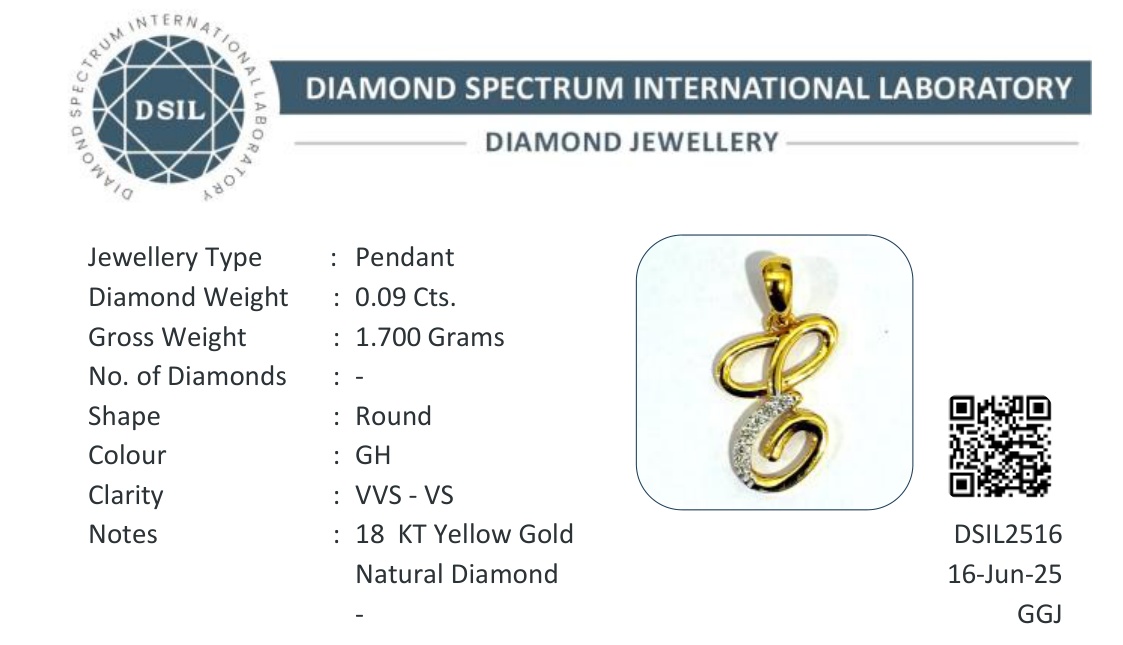 DIAMOND SPECTRUM INTERNATIONAL LABORATORY
DSIL
DIAMOND SPECTRUM INTERNATIONAL LABORATORY
DIAMOND JEWELLERY
Jewellery Type : Pendant
Diamond Weight : 0.09 Cts.
Gross Weight : 1.700 Grams
No. of Diamonds : -
Shape : Round
Colour : GH
Clarity : VVS - VS
Notes : 18 KT Yellow Gold
Natural Diamond
-
DSIL2516
16-Jun-25
GGJ